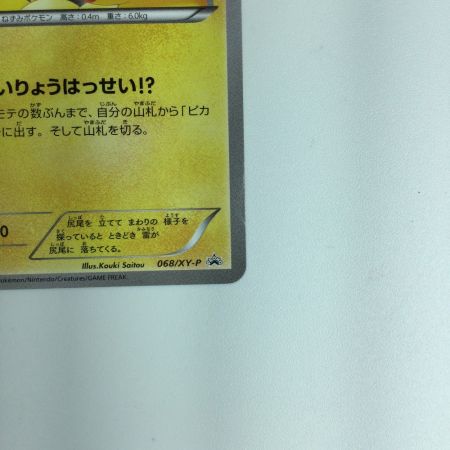 ねずみポケモン 高さ：0.4m 重さ：6.0kg
いりょうはっせい!?
モテの数ぶんまで、自分の山札から「ピカ
に出す。そして山札を切る。
0
尻尾を 立てて まわりの 様子を
探っていると ときどき 雷が
尻尾に 落ちてくる。
Illus.Kouki Saitou 068/XY-P
Pokémon/Nintendo/Creatures/GAME FREAK.